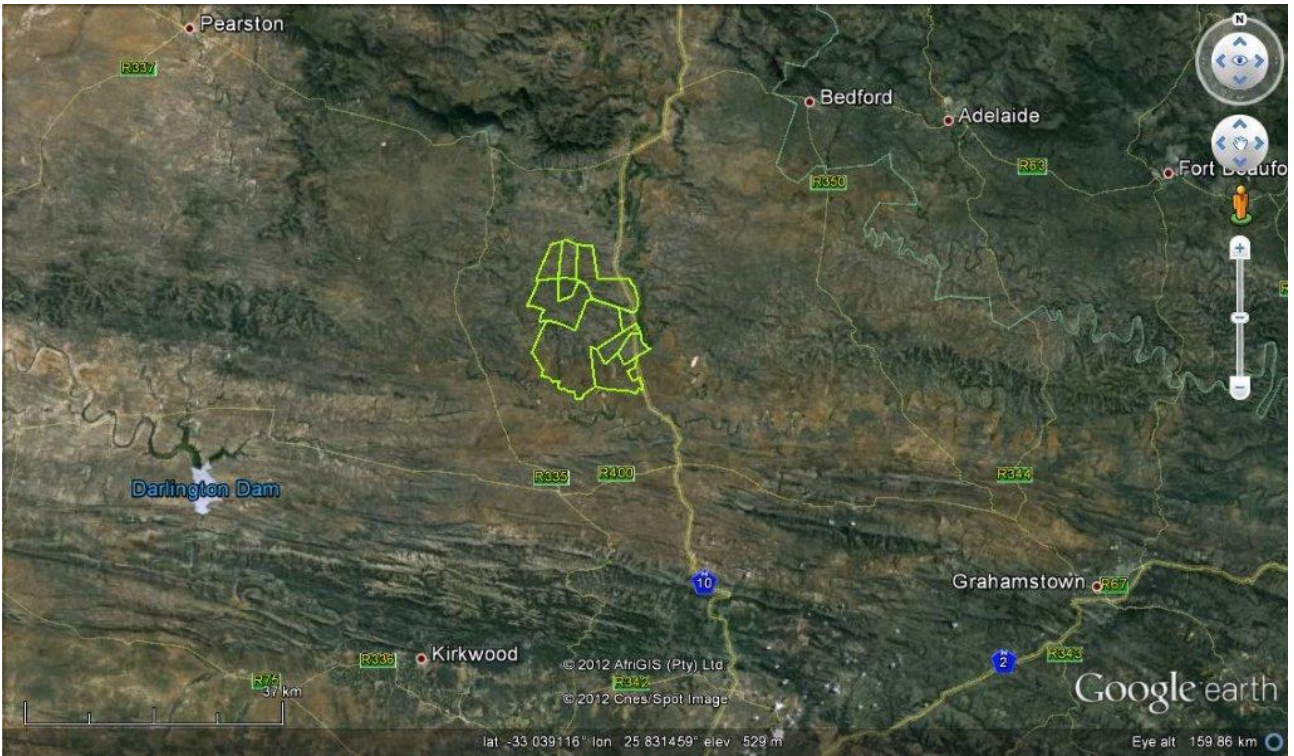 Pearston
R337
Bedford
Adelaide
R63
Fort Beaufo
R350
N
Darlington Dam
R335
R400
R344
N
10
Grahamstown
R67
Kirkwood
R336
© 2012 AfriGIS (Pty) Ltd
R342
© 2012 Cnes/Spot Image
R75
37 km
N
2
R343
Google earth
lat -33.039116° lon 25.831459° elev 529 m
Eye alt 159.86 km